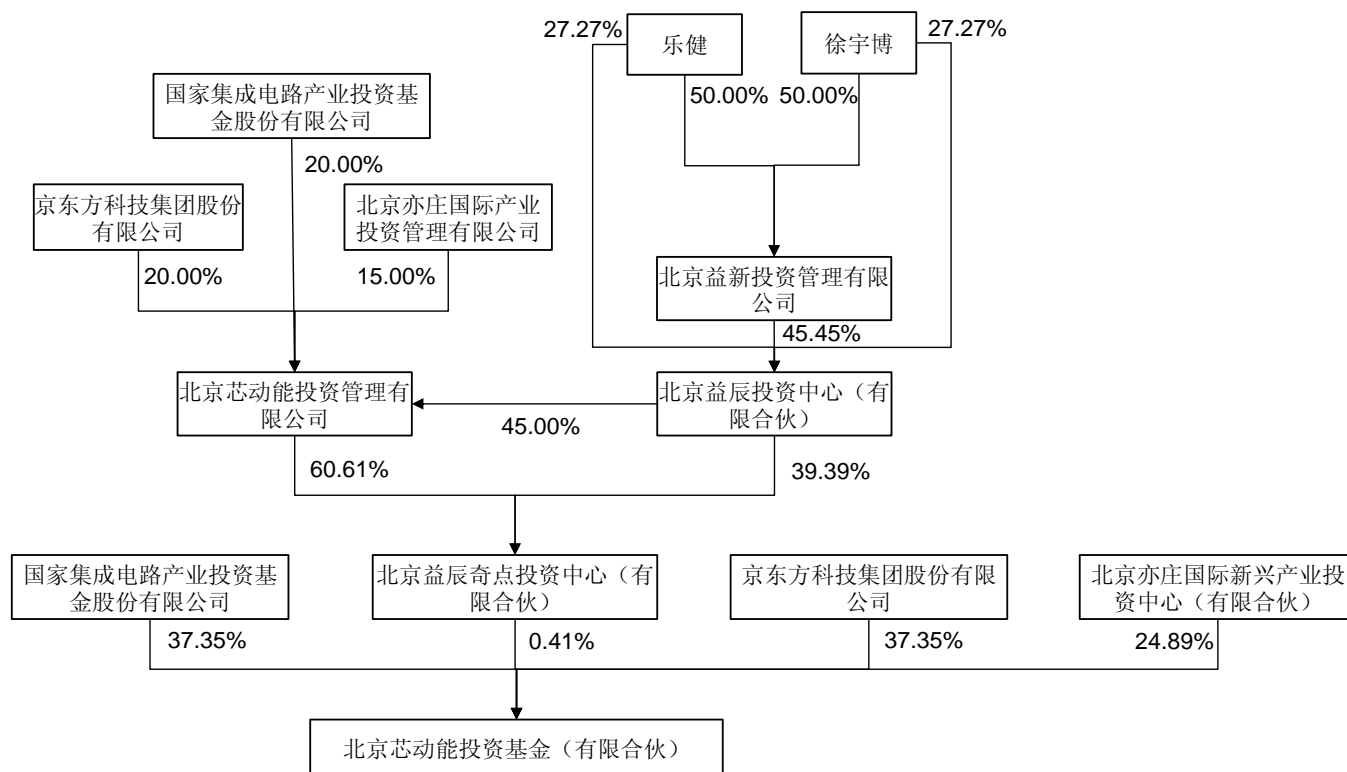 27.27%
乐健
徐宇博
27.27%
50.00%
50.00%
国家集成电路产业投资基
金股份有限公司
20.00%
京东方科技集团股份
有限公司
北京亦庄国际产业
投资管理有限公司
20.00%
15.00%
北京益新投资管理有限
公司
45.45%
北京芯动能投资管理有
限公司
北京益辰投资中心（有
限合伙）
45.00%
60.61%
39.39%
国家集成电路产业投资基
金股份有限公司
北京益辰奇点投资中心（有
限合伙）
京东方科技集团股份有限
公司
北京亦庄国际新兴产业投
资中心（有限合伙）
37.35%
0.41%
37.35%
24.89%
北京芯动能投资基金（有限合伙）